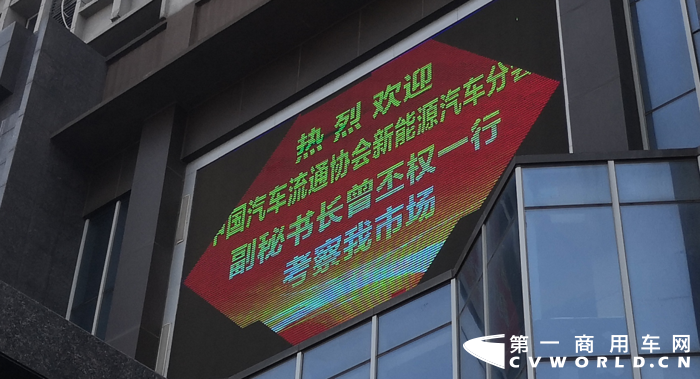 热烈欢迎
中国汽车流通协会新能源汽车分会
副秘书长曾丕权一行
考察我市场
第一商用车网
CVWORLD.CN